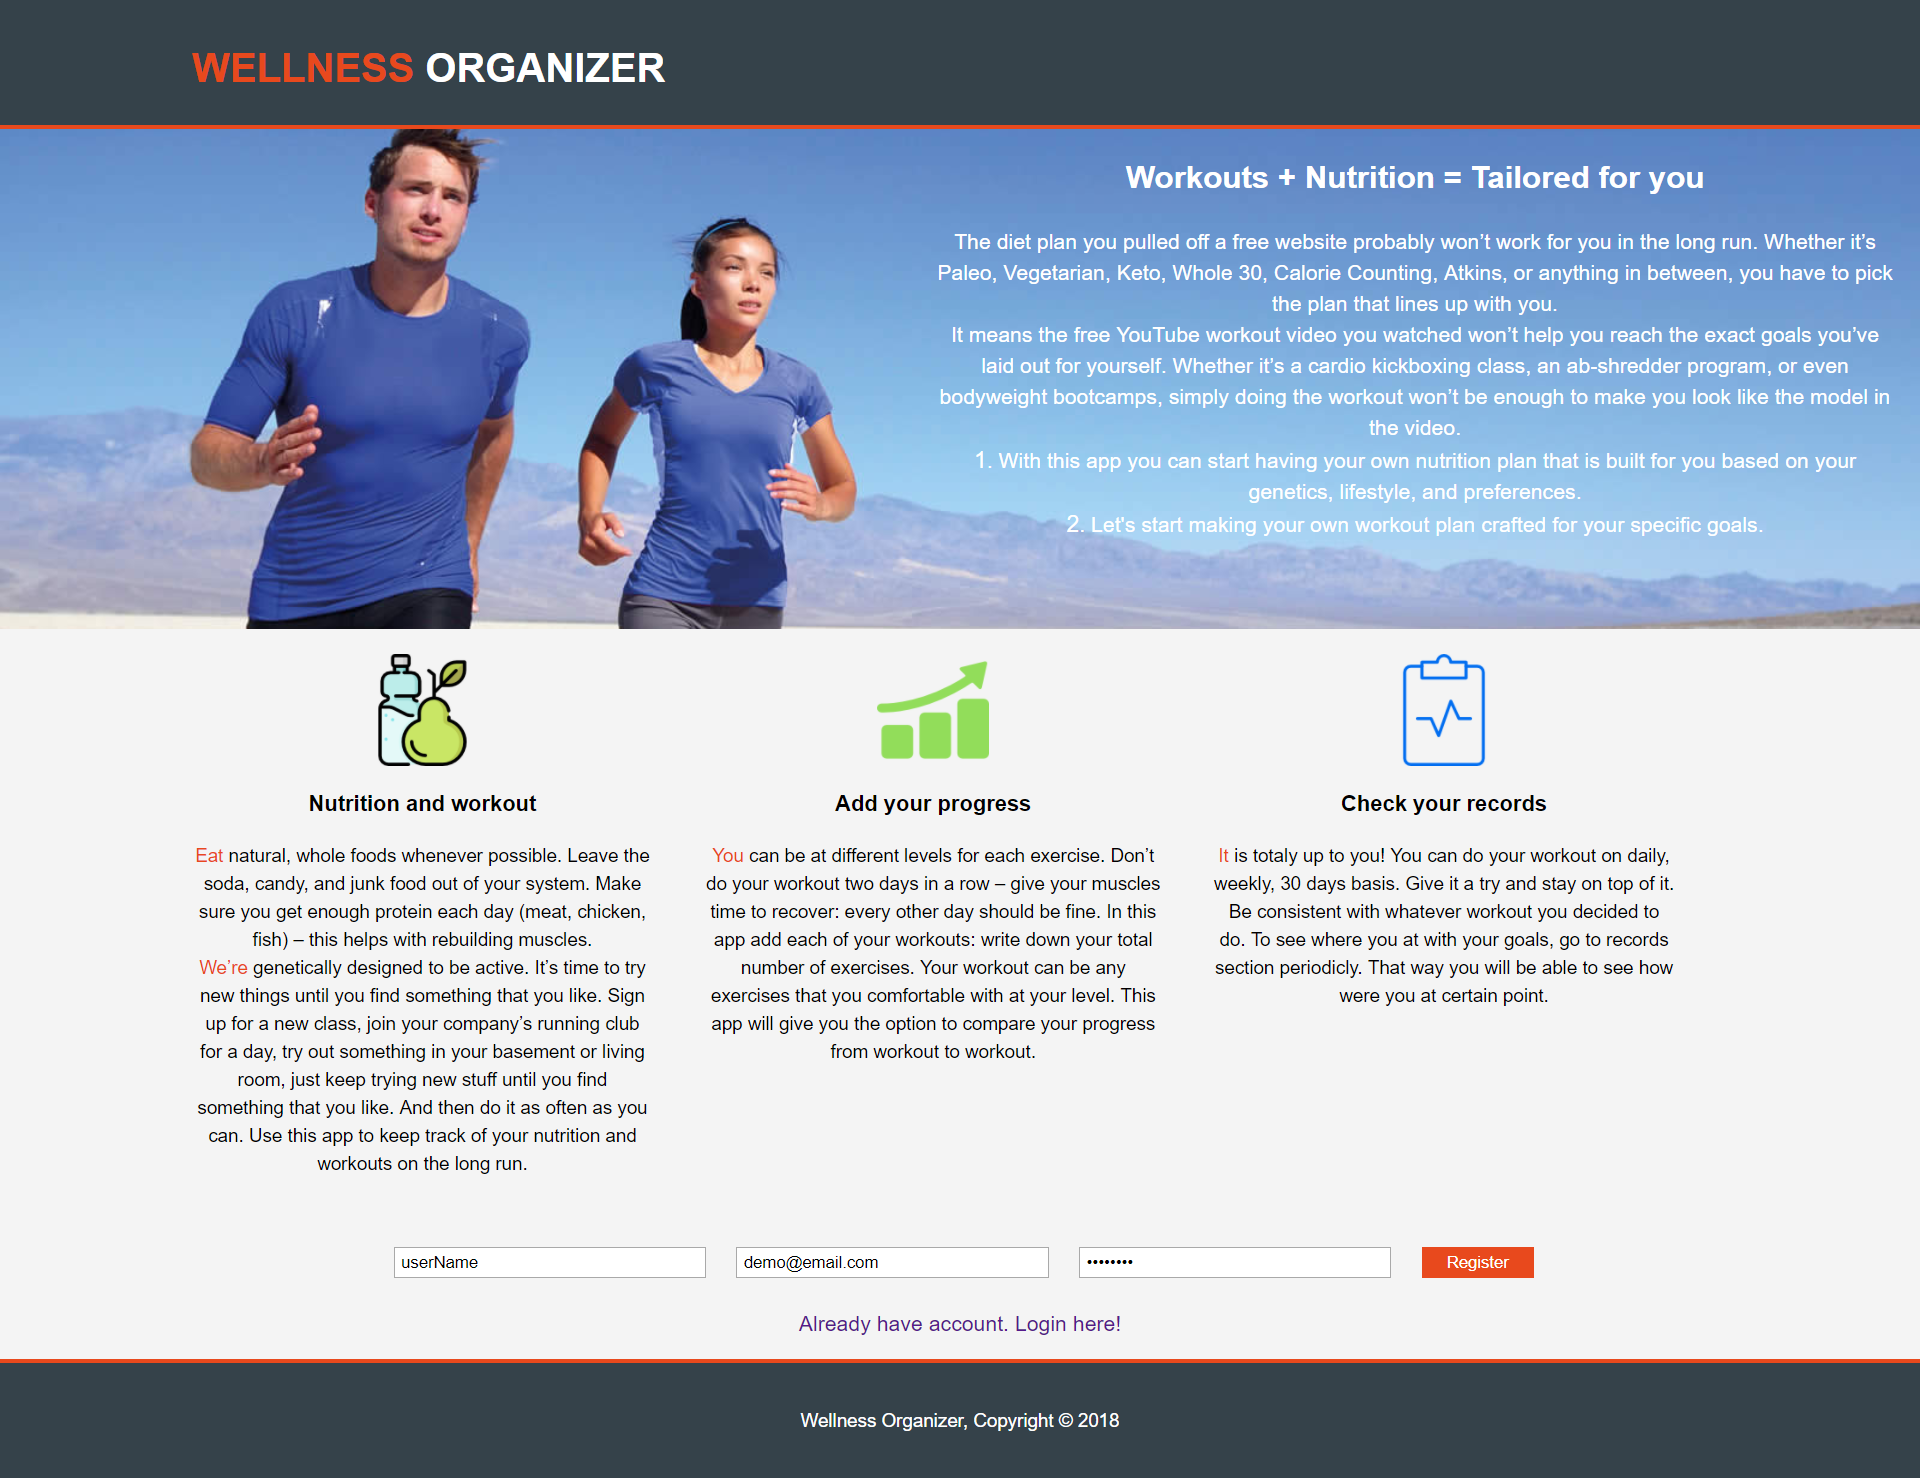 WELLNESS ORGANIZER
Workouts + Nutrition = Tailored for you
The diet plan you pulled off a free website probably won’t work for you in the long run. Whether it’s
Paleo, Vegetarian, Keto, Whole 30, Calorie Counting, Atkins, or anything in between, you have to pick
the plan that lines up with you.
It means the free YouTube workout video you watched won’t help you reach the exact goals you’ve
laid out for yourself. Whether it’s a cardio kickboxing class, an ab-shredder program, or even
bodyweight bootcamps, simply doing the workout won’t be enough to make you look like the model in
the video.
1. With this app you can start having your own nutrition plan that is built for you based on your
genetics, lifestyle, and preferences.
2. Let's start making your own workout plan crafted for your specific goals.
Nutrition and workout
Eat natural, whole foods whenever possible. Leave the
soda, candy, and junk food out of your system. Make
sure you get enough protein each day (meat, chicken,
fish) – this helps with rebuilding muscles.
We’re genetically designed to be active. It’s time to try
new things until you find something that you like. Sign
up for a new class, join your company’s running club
for a day, try out something in your basement or living
room, just keep trying new stuff until you find
something that you like. And then do it as often as you
can. Use this app to keep track of your nutrition and
workouts on the long run.
Add your progress
You can be at different levels for each exercise. Don’t
do your workout two days in a row – give your muscles
time to recover: every other day should be fine. In this
app add each of your workouts: write down your total
number of exercises. Your workout can be any
exercises that you comfortable with at your level. This
app will give you the option to compare your progress
from workout to workout.
Check your records
It is totaly up to you! You can do your workout on daily,
weekly, 30 days basis. Give it a try and stay on top of it.
Be consistent with whatever workout you decided to
do. To see where you at with your goals, go to records
section periodicly. That way you will be able to see how
were you at certain point.
userName
demo@email.com
••••••••
Register
Already have account. Login here!
Wellness Organizer, Copyright © 2018